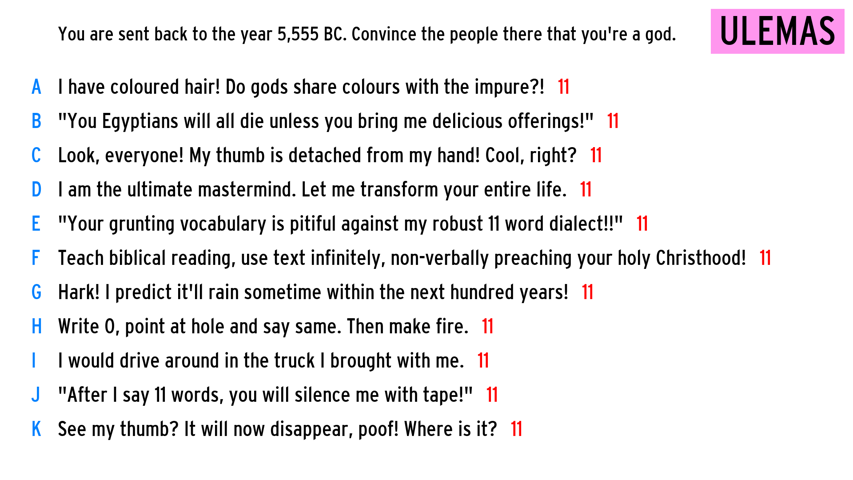 You are sent back to the year 5,555 BC. Convince the people there that you're a god.
ULEMAS
A I have coloured hair! Do gods share colours with the impure?! 11
B "You Egyptians will all die unless you bring me delicious offerings!" 11
C Look, everyone! My thumb is detached from my hand! Cool, right? 11
D I am the ultimate mastermind. Let me transform your entire life. 11
E "Your grunting vocabulary is pitiful against my robust 11 word dialect!!" 11
F Teach biblical reading, use text infinitely, non-verbally preaching your holy Christhood! 11
G Hark! I predict it'll rain sometime within the next hundred years! 11
H Write O, point at hole and say same. Then make fire. 11
I I would drive around in the truck I brought with me. 11
J "After I say 11 words, you will silence me with tape!" 11
K See my thumb? It will now disappear, poof! Where is it? 11